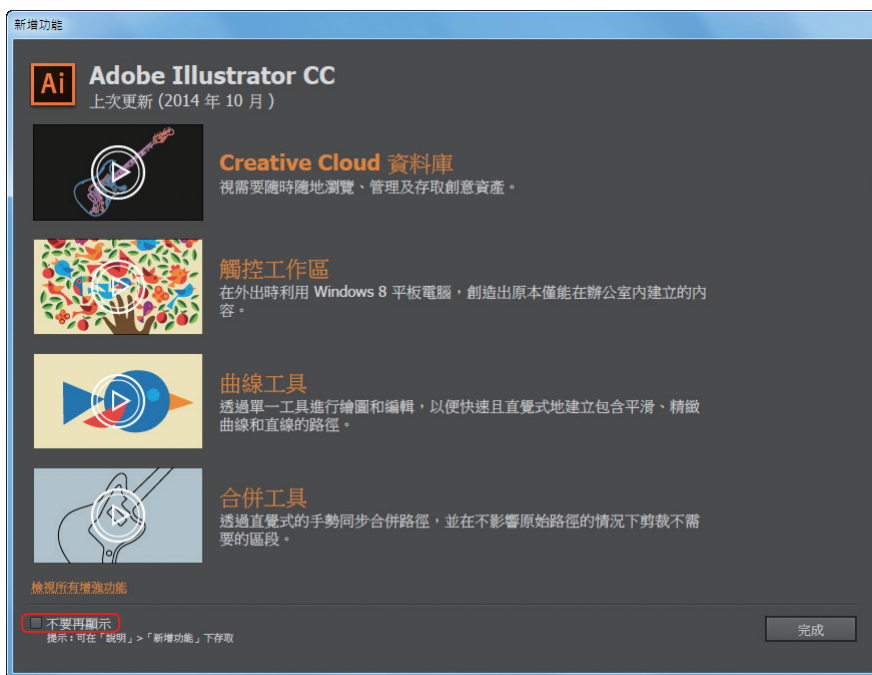 新增功能
Ai
Adobe Illustrator CC
上次更新 (2014 年 10 月)
Creative Cloud 資料庫
視需要隨時隨地瀏覽、管理及存取創意資產。
觸控工作區
在外出時利用 Windows 8 平板電腦，創造出原本僅能在辦公室內建立的內
容。
曲線工具
透過單一工具進行繪圖和編輯，以便快速且直覺式地建立包含平滑、精緻
曲線和直線的路徑。
合併工具
透過直覺式的手勢同步合併路徑，並在不影響原始路徑的情況下剪裁不需
要的區段。
檢視所有增強功能
不要再顯示
提示：可在「說明」>「新增功能」下存取
完成